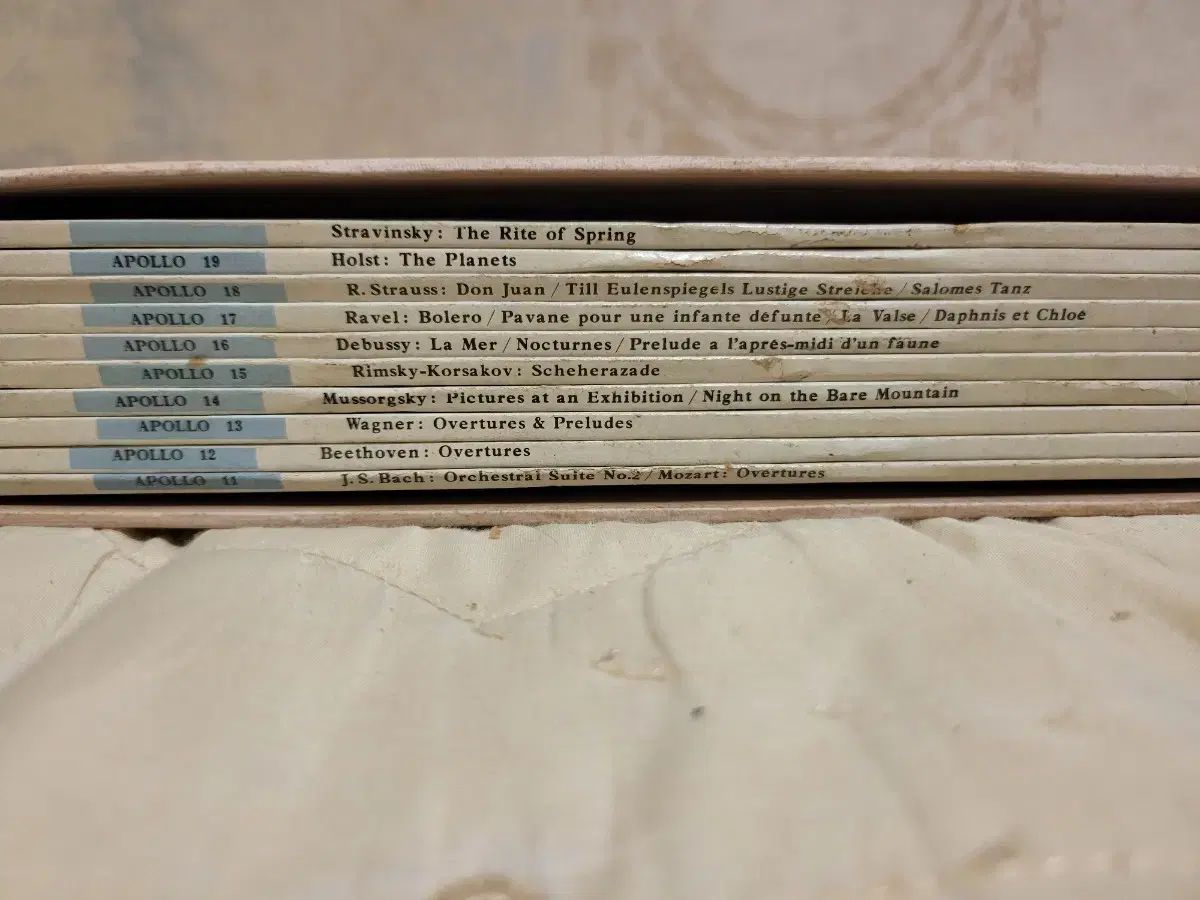 Stravinsky: The Rite of Spring
APOLLO 19 Holst: The Planets
APOLLO 18 R. Strauss: Don Juan / Till Eulenspiegels Lustige Streiche / Salomes Tanz
APOLLO 17 Ravel: Bolero / Pavane pour une infante défunte / La Valse / Daphnis et Chloé
APOLLO 16 Debussy: La Mer / Nocturnes / Prelude a l'aprés-midi d'un faune
APOLLO 15 Rimsky-Korsakov: Scheherazade
APOLLO 14 Mussorgsky: Pictures at an Exhibition / Night on the Bare Mountain
APOLLO 13 Wagner: Overtures & Preludes
APOLLO 12 Beethoven: Overtures
APOLLO 11 J. S. Bach: Orchestral Suite No.2 / Mozart: Overtures